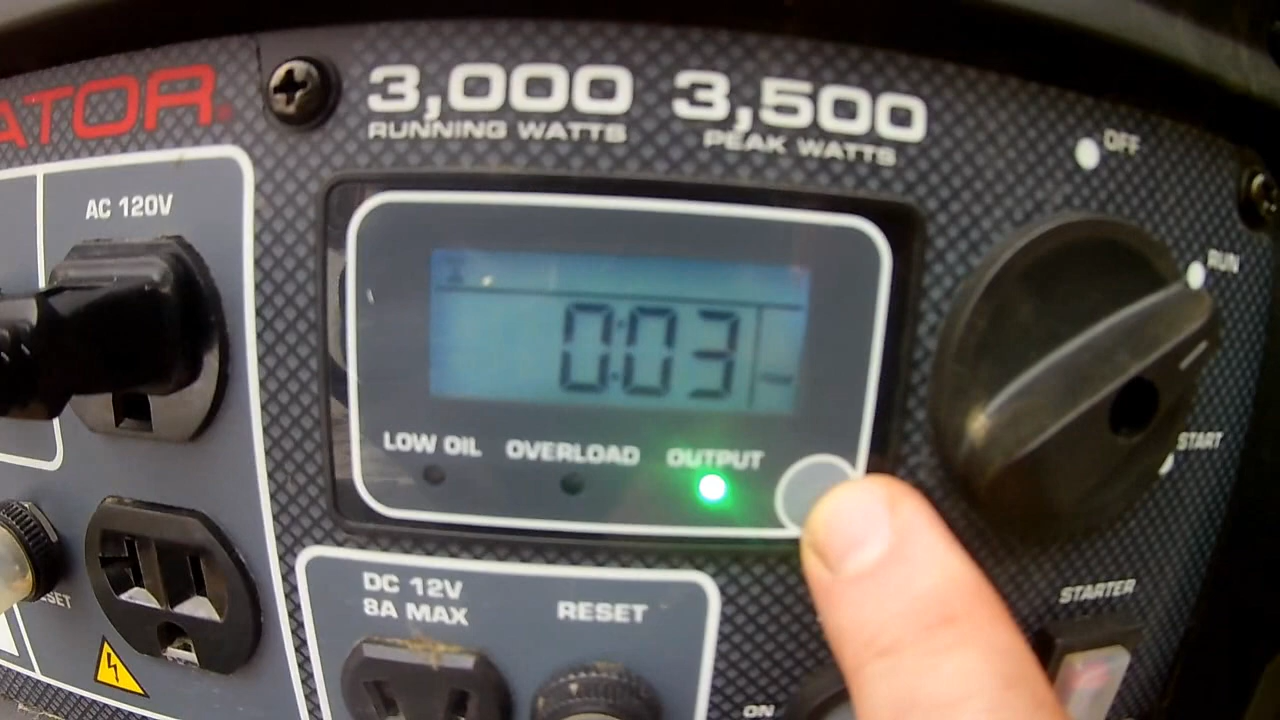 ATOR
3,000 3,500
RUNNING WATTS PEAK WATTS
OFF
RUN
START
AC 120V
0:03
LOW OIL OVERLOAD OUTPUT
DC 12V
8A MAX
RESET
STARTER
ON